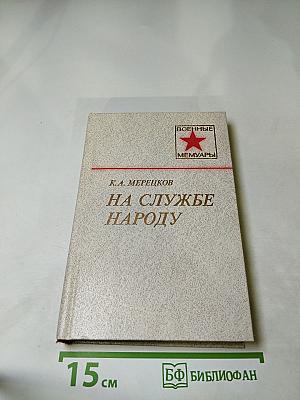 ВОЕННЫЕ
МЕМУАРЫ
К.А. МЕРЕЦКОВ
НА СЛУЖБЕ
НАРОДУ
15 см
БФ БИБЛИОФАН